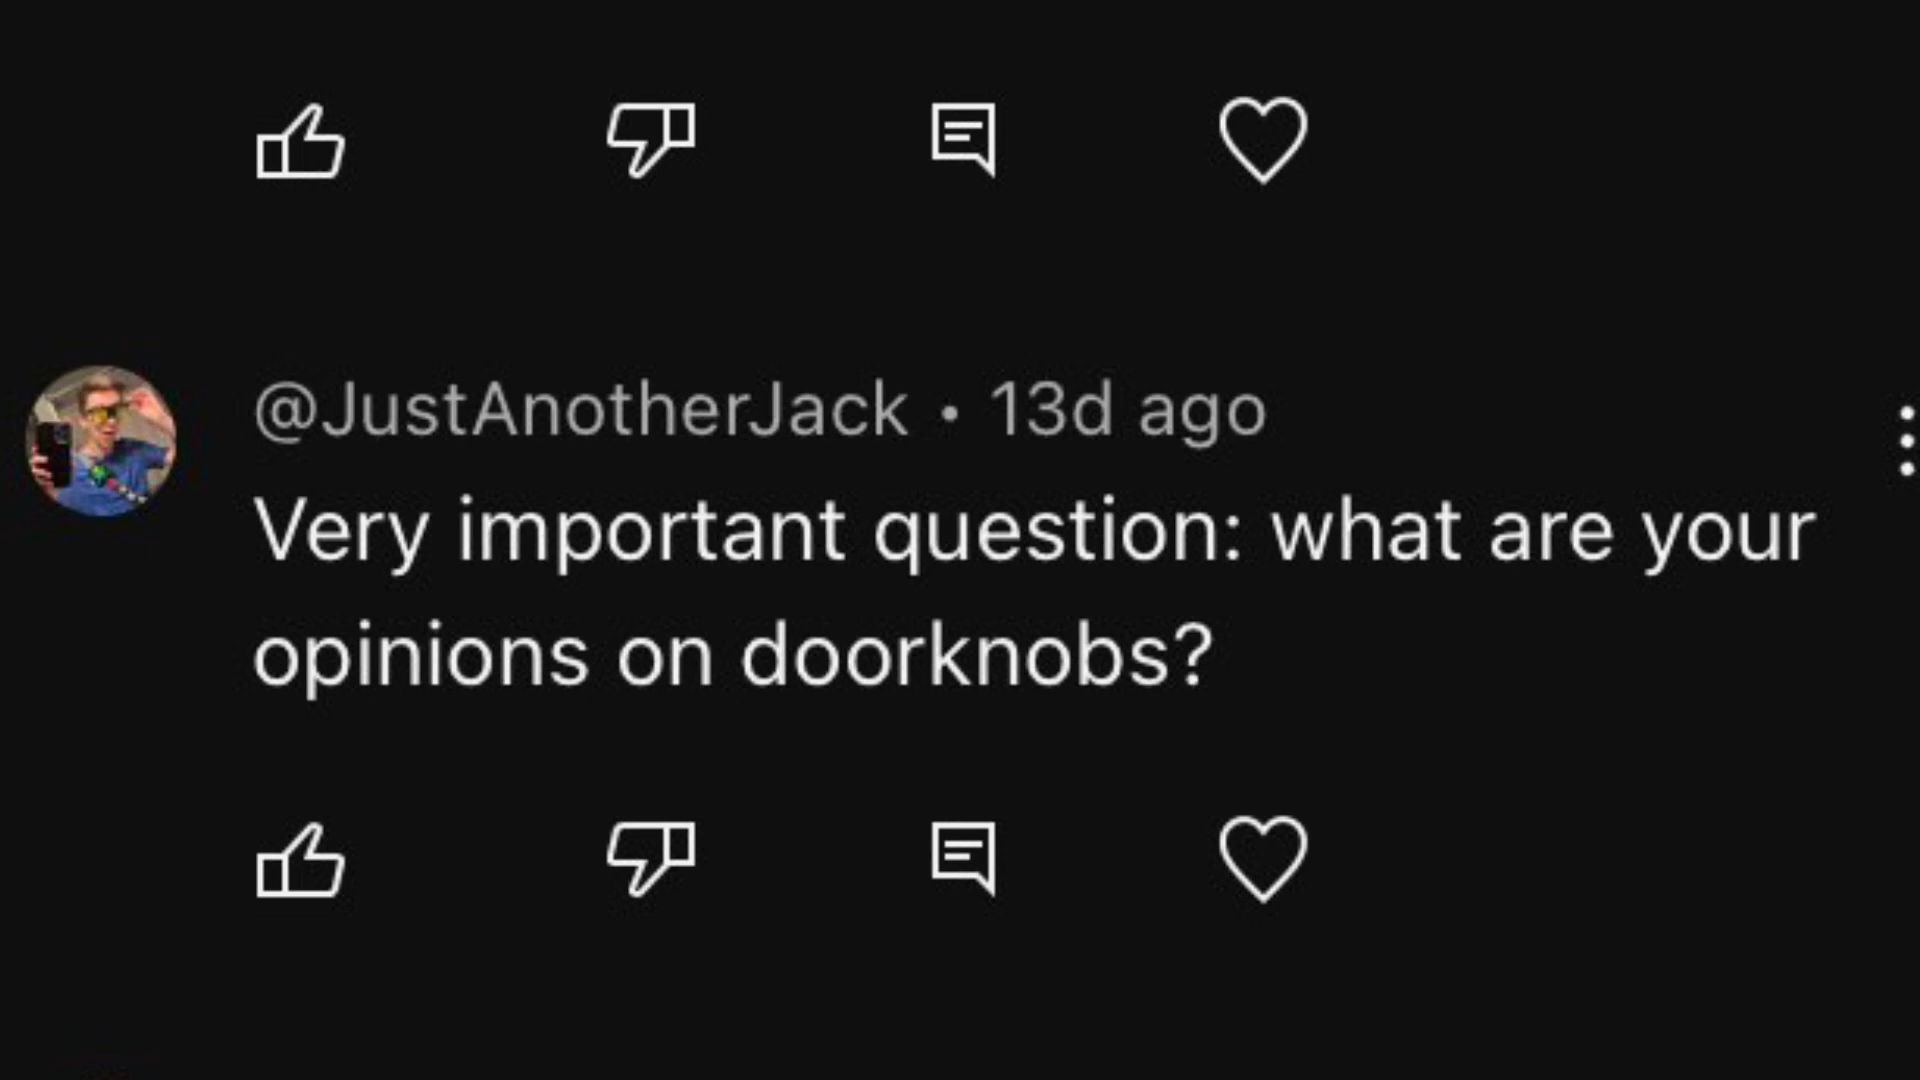 @JustAnotherJack • 13d ago
Very important question: what are your
opinions on doorknobs?